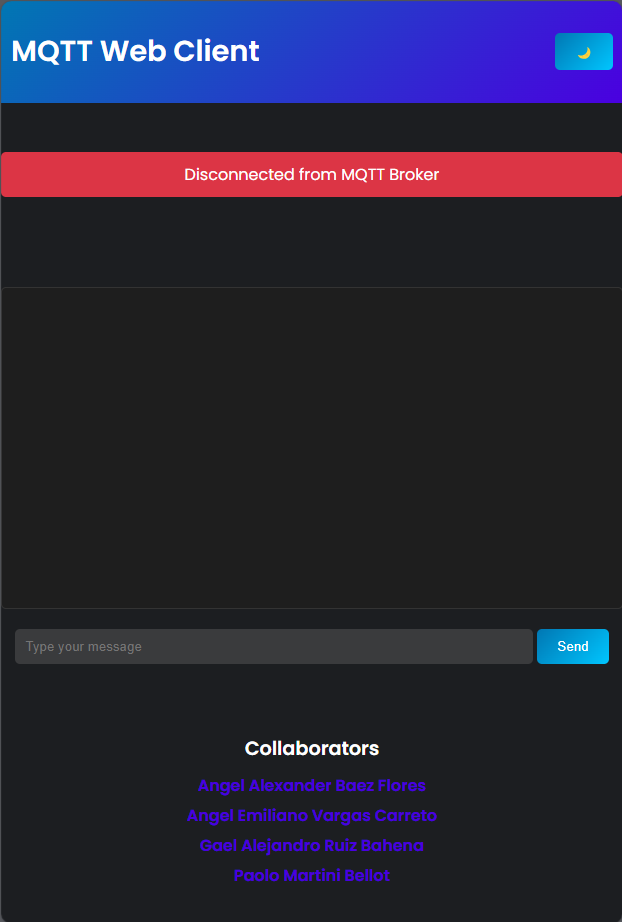 MQTT Web Client
Disconnected from MQTT Broker
Type your message
Send
Collaborators
Angel Alexander Baez Flores
Angel Emiliano Vargas Carreto
Gael Alejandro Ruiz Bahena
Paolo Martini Bellot